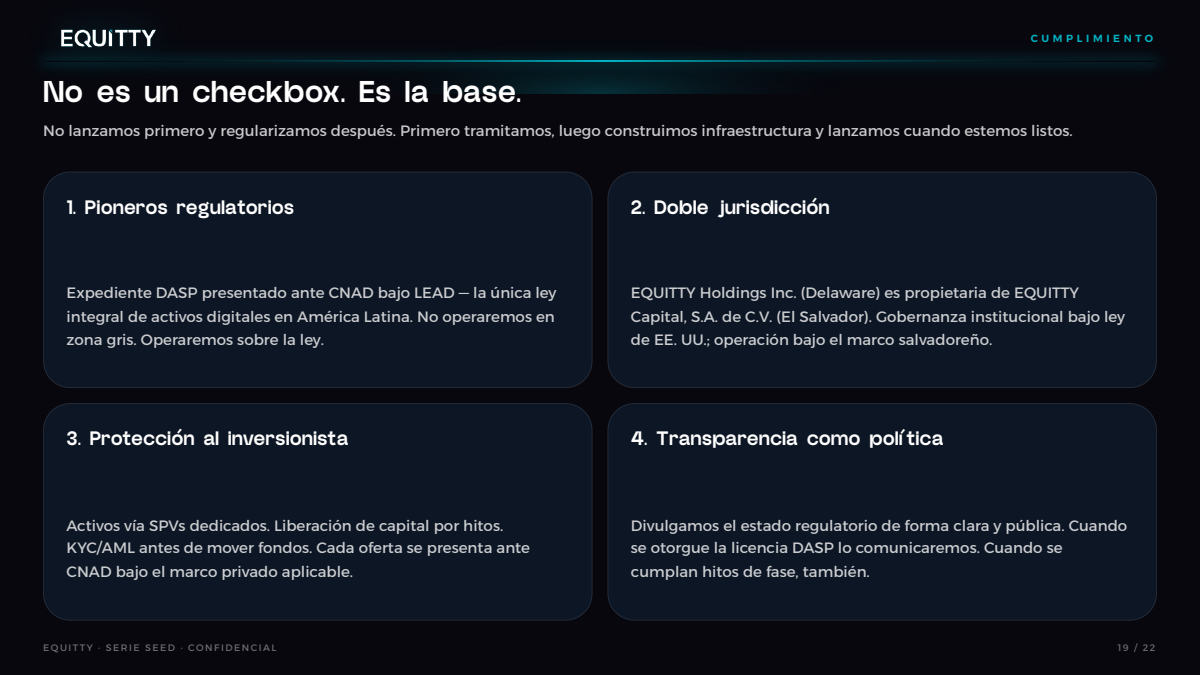 EQUITTY
CUMPLIMIENTO
No es un checkbox. Es la base.
No lanzamos primero y regularizamos después. Primero tramitamos, luego construimos infraestructura y lanzamos cuando estemos listos.
1. Pioneros regulatorios
Expediente DASP presentado ante CNAD bajo LEAD — la única ley
integral de activos digitales en América Latina. No operaremos en
zona gris. Operaremos sobre la ley.
2. Doble jurisdicción
EQUITTY Holdings Inc. (Delaware) es propietaria de EQUITTY
Capital, S.A. de C.V. (El Salvador). Gobernanza institucional bajo ley
de EE. UU.; operación bajo el marco salvadoreño.
3. Protección al inversionista
Activos vía SPVs dedicados. Liberación de capital por hitos.
KYC/AML antes de mover fondos. Cada oferta se presenta ante
CNAD bajo el marco privado aplicable.
4. Transparencia como política
Divulgamos el estado regulatorio de forma clara y pública. Cuando
se otorgue la licencia DASP lo comunicaremos. Cuando se
cumplan hitos de fase, también.
EQUITTY · SERIE SEED · CONFIDENCIAL
19 / 22